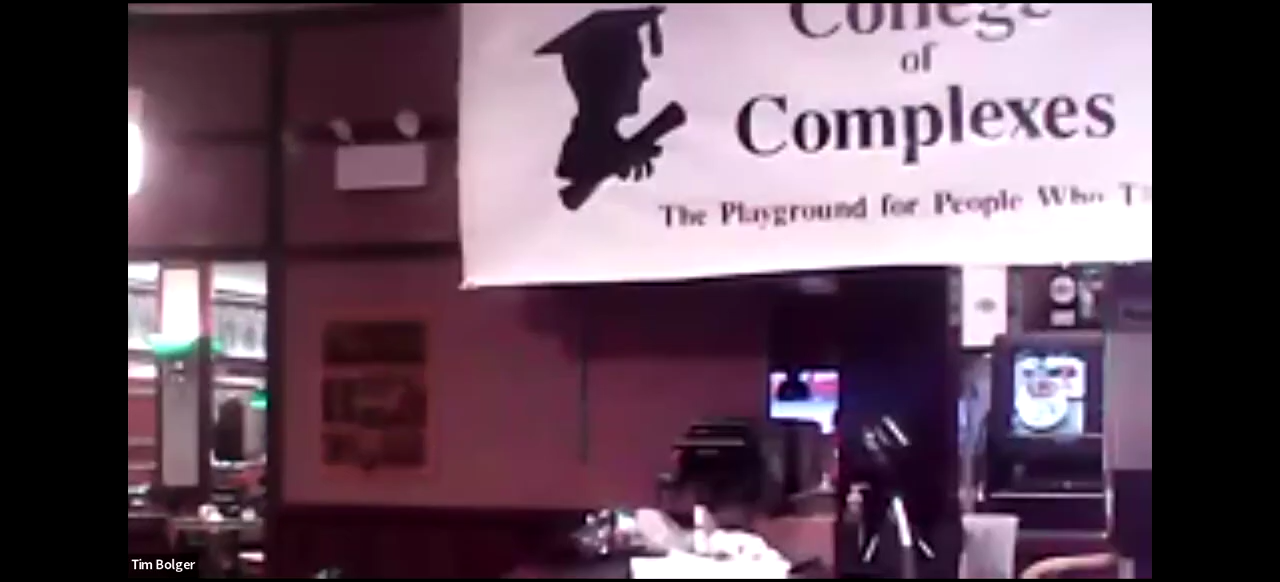 College
of
Complexes
The Playground for People Who
Tim Bolger